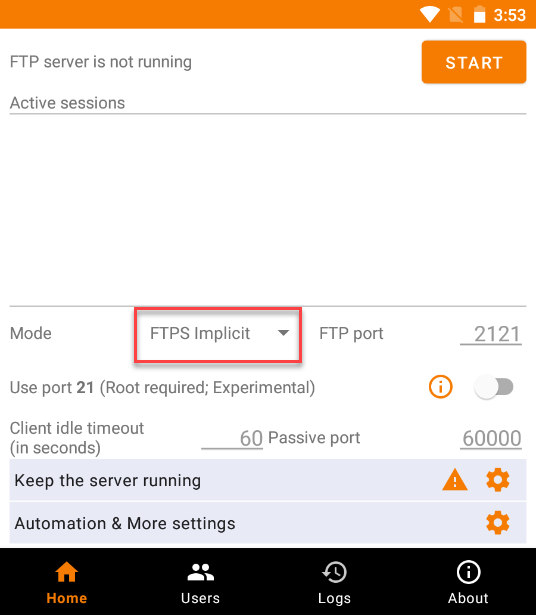 3:53
FTP server is not running
START
Active sessions
Mode
FTPS Implicit
FTP port
2121
Use port 21 (Root required; Experimental)
Client idle timeout
(in seconds)
60
Passive port
60000
Keep the server running
Automation & More settings
Home
Users
Logs
About